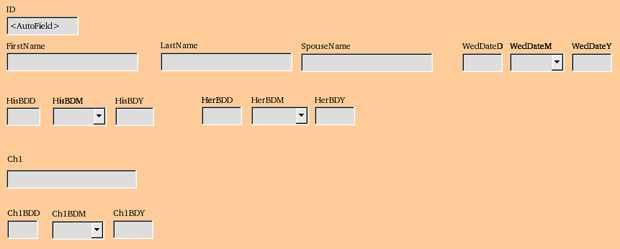 ID
<AutoField>
FirstName LastName SpouseName WedDateD WedDateM WedDateY
HisBDD HisBDM HisBDY HerBDD HerBDM HerBDY
Ch1
Ch1BDD Ch1BDM Ch1BDY